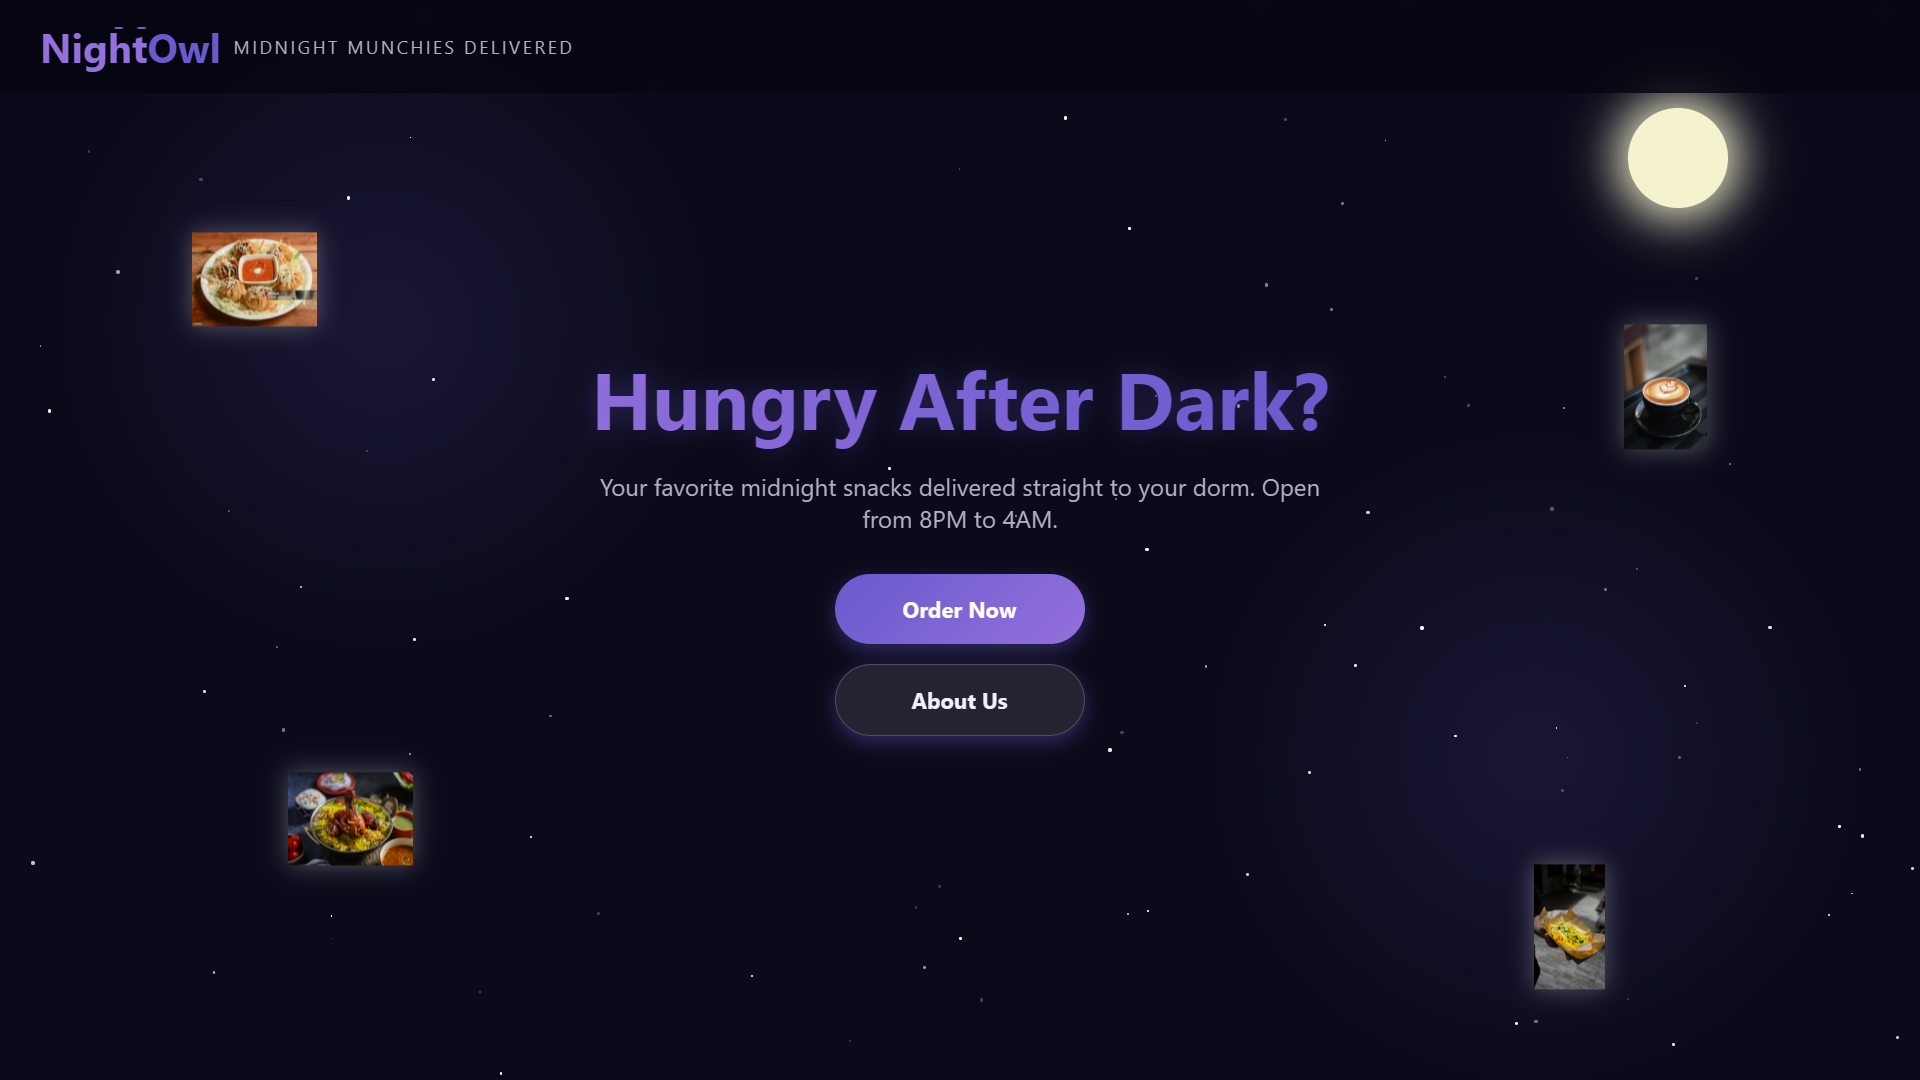 NightOwl MIDNIGHT MUNCHIES DELIVERED
Hungry After Dark?
Your favorite midnight snacks delivered straight to your dorm. Open
from 8PM to 4AM.
Order Now
About Us